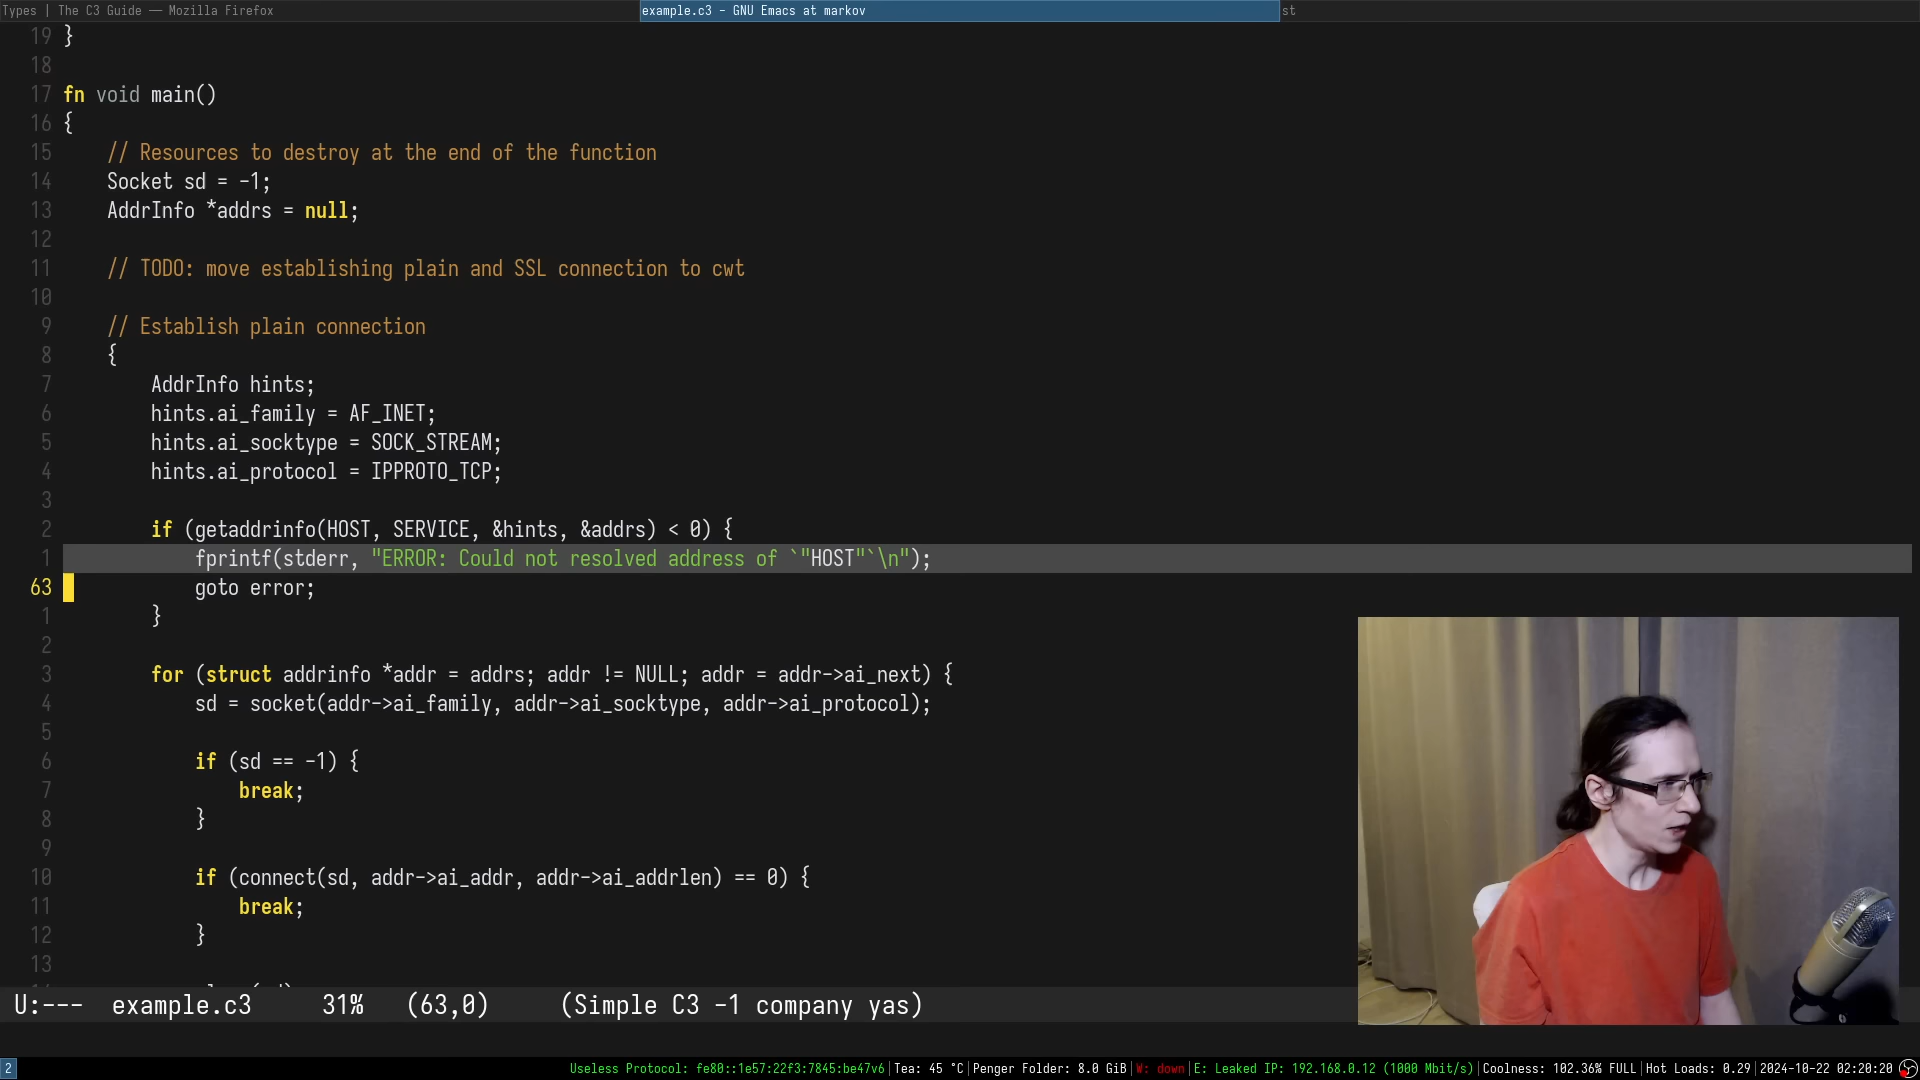 Types | The C3 Guide — Mozilla Firefox
example.c3 - GNU Emacs at markov
st
19 }
18
17 fn void main()
16 {
15     // Resources to destroy at the end of the function
14     Socket sd = -1;
13     AddrInfo *addrs = null;
12
11     // TODO: move establishing plain and SSL connection to cwt
10
9     // Establish plain connection
8     {
7         AddrInfo hints;
6         hints.ai_family = AF_INET;
5         hints.ai_socktype = SOCK_STREAM;
4         hints.ai_protocol = IPPROTO_TCP;
3
2         if (getaddrinfo(HOST, SERVICE, &hints, &addrs) < 0) {
1             fprintf(stderr, "ERROR: Could not resolved address of `"HOST"`\n");
63             goto error;
1         }
2
3         for (struct addrinfo *addr = addrs; addr != NULL; addr = addr->ai_next) {
4             sd = socket(addr->ai_family, addr->ai_socktype, addr->ai_protocol);
5
6             if (sd == -1) {
7                 break;
8             }
9
10             if (connect(sd, addr->ai_addr, addr->ai_addrlen) == 0) {
11                 break;
12             }
13
U:--- example.c3 31% (63,0) (Simple C3 -1 company yas)
2
Useless Protocol: fe80::1e57:22f3:7845:be47v6|Tea: 45 °C|Penger Folder: 8.0 GiB|W: down|E: Leaked IP: 192.168.0.12 (1000 Mbit/s)|Coolness: 102.36% FULL|Hot Loads: 0.29|2024-10-22 02:20:20